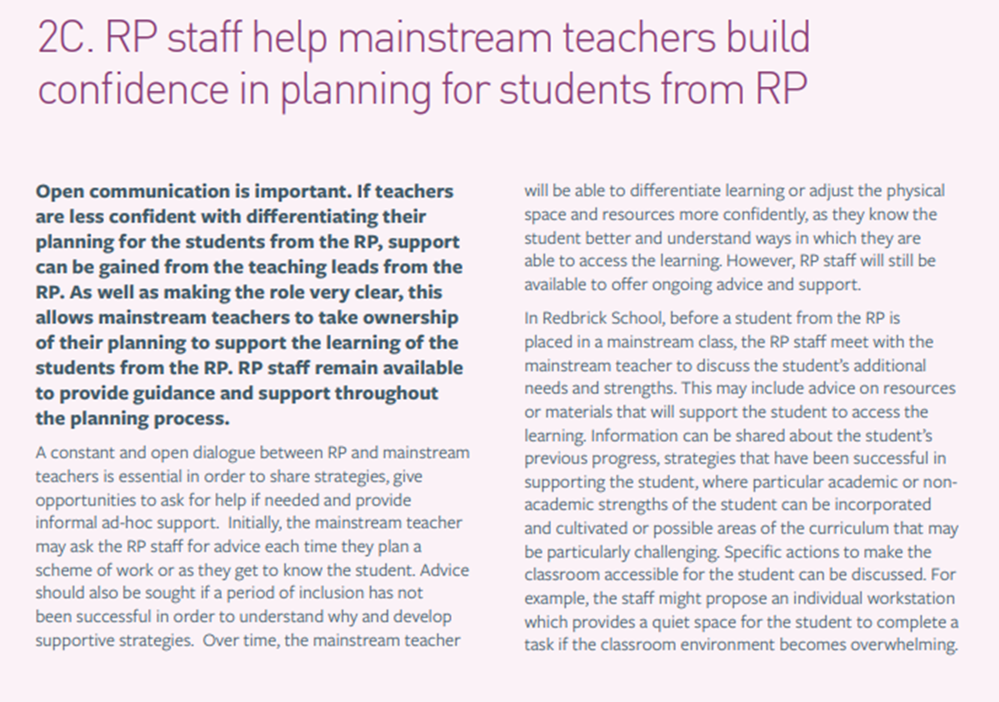 2C. RP staff help mainstream teachers build
confidence in planning for students from RP
Open communication is important. If teachers
are less confident with differentiating their
planning for the students from the RP, support
can be gained from the teaching leads from the
RP. As well as making the role very clear, this
allows mainstream teachers to take ownership
of their planning to support the learning of the
students from the RP. RP staff remain available
to provide guidance and support throughout
the planning process.
A constant and open dialogue between RP and mainstream
teachers is essential in order to share strategies, give
opportunities to ask for help if needed and provide
informal ad-hoc support.  Initially, the mainstream teacher
may ask the RP staff for advice each time they plan a
scheme of work or as they get to know the student. Advice
should also be sought if a period of inclusion has not
been successful in order to understand why and develop
supportive strategies.  Over time, the mainstream teacher
will be able to differentiate learning or adjust the physical
space and resources more confidently, as they know the
student better and understand ways in which they are
able to access the learning. However, RP staff will still be
available to offer ongoing advice and support.
In Redbrick School, before a student from the RP is
placed in a mainstream class, the RP staff meet with the
mainstream teacher to discuss the student’s additional
needs and strengths. This may include advice on resources
or materials that will support the student to access the
learning. Information can be shared about the student’s
previous progress, strategies that have been successful in
supporting the student, where particular academic or non-
academic strengths of the student can be incorporated
and cultivated or possible areas of the curriculum that may
be particularly challenging. Specific actions to make the
classroom accessible for the student can be discussed. For
example, the staff might propose an individual workstation
which provides a quiet space for the student to complete a
task if the classroom environment becomes overwhelming.